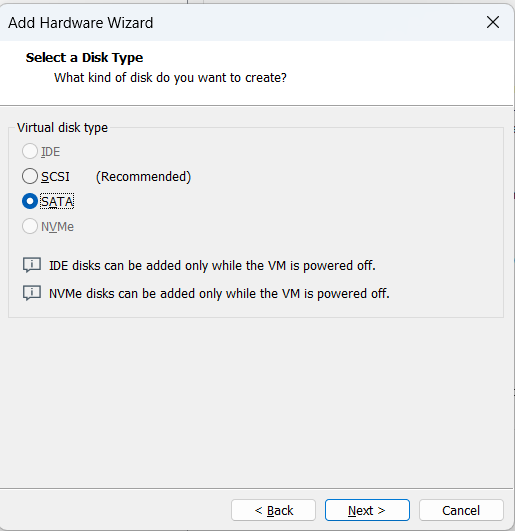 Add Hardware Wizard
Select a Disk Type
What kind of disk do you want to create?
Virtual disk type
IDE
SCSI (Recommended)
SATA
NVMe
IDE disks can be added only while the VM is powered off.
NVMe disks can be added only while the VM is powered off.
< Back Next > Cancel